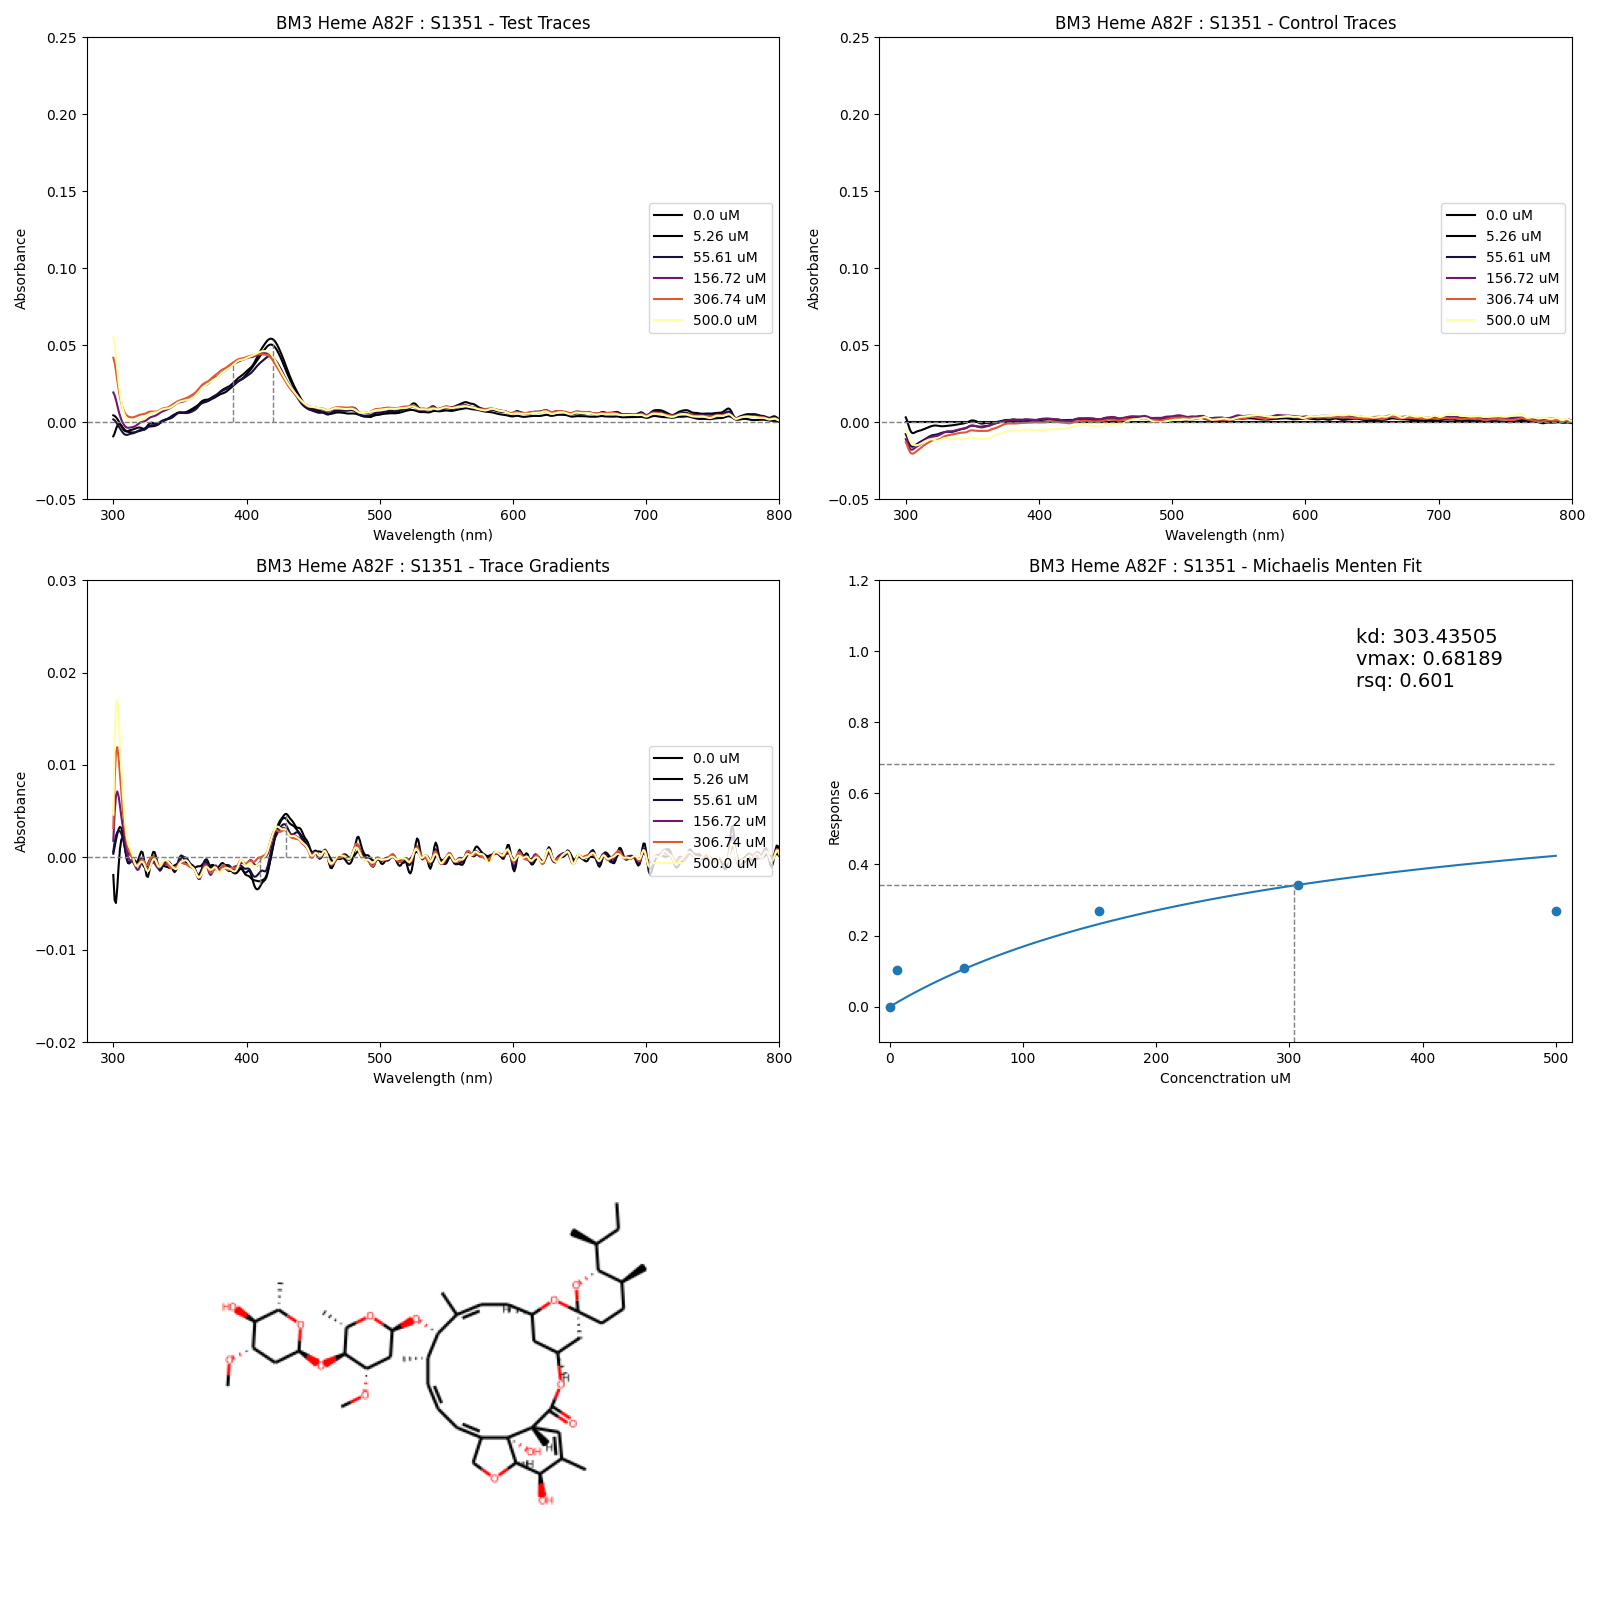 BM3 Heme A82F : S1351 - Test Traces
0.25
0.20
0.15
0.10
0.05
0.00
−0.05
Absorbance
0.0 uM
5.26 uM
55.61 uM
156.72 uM
306.74 uM
500.0 uM
300 400 500 600 700 800
Wavelength (nm)
BM3 Heme A82F : S1351 - Control Traces
0.25
0.20
0.15
0.10
0.05
0.00
−0.05
Absorbance
0.0 uM
5.26 uM
55.61 uM
156.72 uM
306.74 uM
500.0 uM
300 400 500 600 700 800
Wavelength (nm)
BM3 Heme A82F : S1351 - Trace Gradients
0.03
0.02
0.01
0.00
−0.01
−0.02
Absorbance
0.0 uM
5.26 uM
55.61 uM
156.72 uM
306.74 uM
500.0 uM
300 400 500 600 700 800
Wavelength (nm)
BM3 Heme A82F : S1351 - Michaelis Menten Fit
1.2
1.0
0.8
0.6
0.4
0.2
0.0
Response
kd: 303.43505
vmax: 0.68189
rsq: 0.601
0 100 200 300 400 500
Concenctration uM
HO
O
O
O
O
O
O
O
O
O
H
O
O
OH
H
H
O
OH